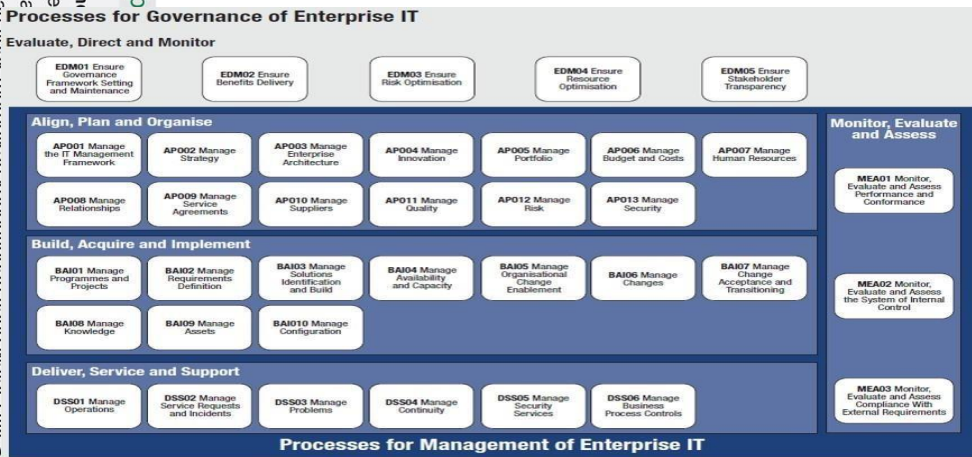 Processes for Governance of Enterprise IT
Evaluate, Direct and Monitor
EDM01 Ensure
Governance
Framework Setting
and Maintenance
EDM02 Ensure
Benefits Delivery
EDM03 Ensure
Risk Optimisation
EDM04 Ensure
Resource
Optimisation
EDM05 Ensure
Stakeholder
Transparency
Align, Plan and Organise
AP001 Manage
the IT Management
Framework
AP002 Manage
Strategy
AP003 Manage
Enterprise
Architecture
AP004 Manage
Innovation
AP005 Manage
Portfolio
AP006 Manage
Budget and Costs
AP007 Manage
Human Resources
AP008 Manage
Relationships
AP009 Manage
Service
Agreements
AP010 Manage
Suppliers
AP011 Manage
Quality
AP012 Manage
Risk
AP013 Manage
Security
Build, Acquire and Implement
BAI01 Manage
Programmes and
Projects
BAI02 Manage
Requirements
Definition
BAI03 Manage
Solutions
Identification
and Build
BAI04 Manage
Availability
and Capacity
BAI05 Manage
Organisational
Change
Enablement
BAI06 Manage
Changes
BAI07 Manage
Change
Acceptance and
Transitioning
BAI08 Manage
Knowledge
BAI09 Manage
Assets
BAI010 Manage
Configuration
Deliver, Service and Support
DSS01 Manage
Operations
DSS02 Manage
Service Requests
and Incidents
DSS03 Manage
Problems
DSS04 Manage
Continuity
DSS05 Manage
Security
Services
DSS06 Manage
Business
Process Controls
Monitor, Evaluate
and Assess
MEA01 Monitor,
Evaluate and Assess
Performance and
Conformance
MEA02 Monitor,
Evaluate and Assess
the System of Internal
Control
MEA03 Monitor,
Evaluate and Assess
Compliance With
External Requirements
Processes for Management of Enterprise IT